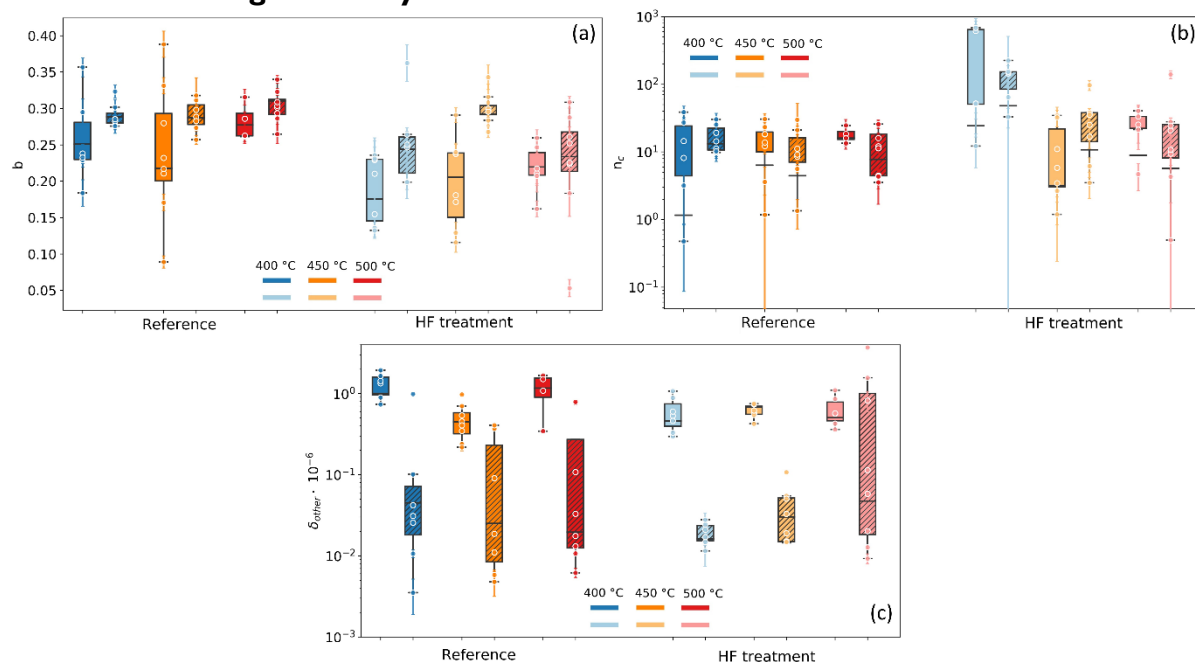 (a)
0.40
0.35
0.30
0.25
0.20
0.15
0.10
0.05
b
400 °C 450 °C 500 °C
Reference HF treatment
(b)
10³
10²
10¹
10⁰
10⁻¹
n_c
400 °C 450 °C 500 °C
Reference HF treatment
10⁰
10⁻¹
10⁻²
10⁻³
δ_other · 10⁻⁶
400 °C 450 °C 500 °C
(c)
Reference HF treatment